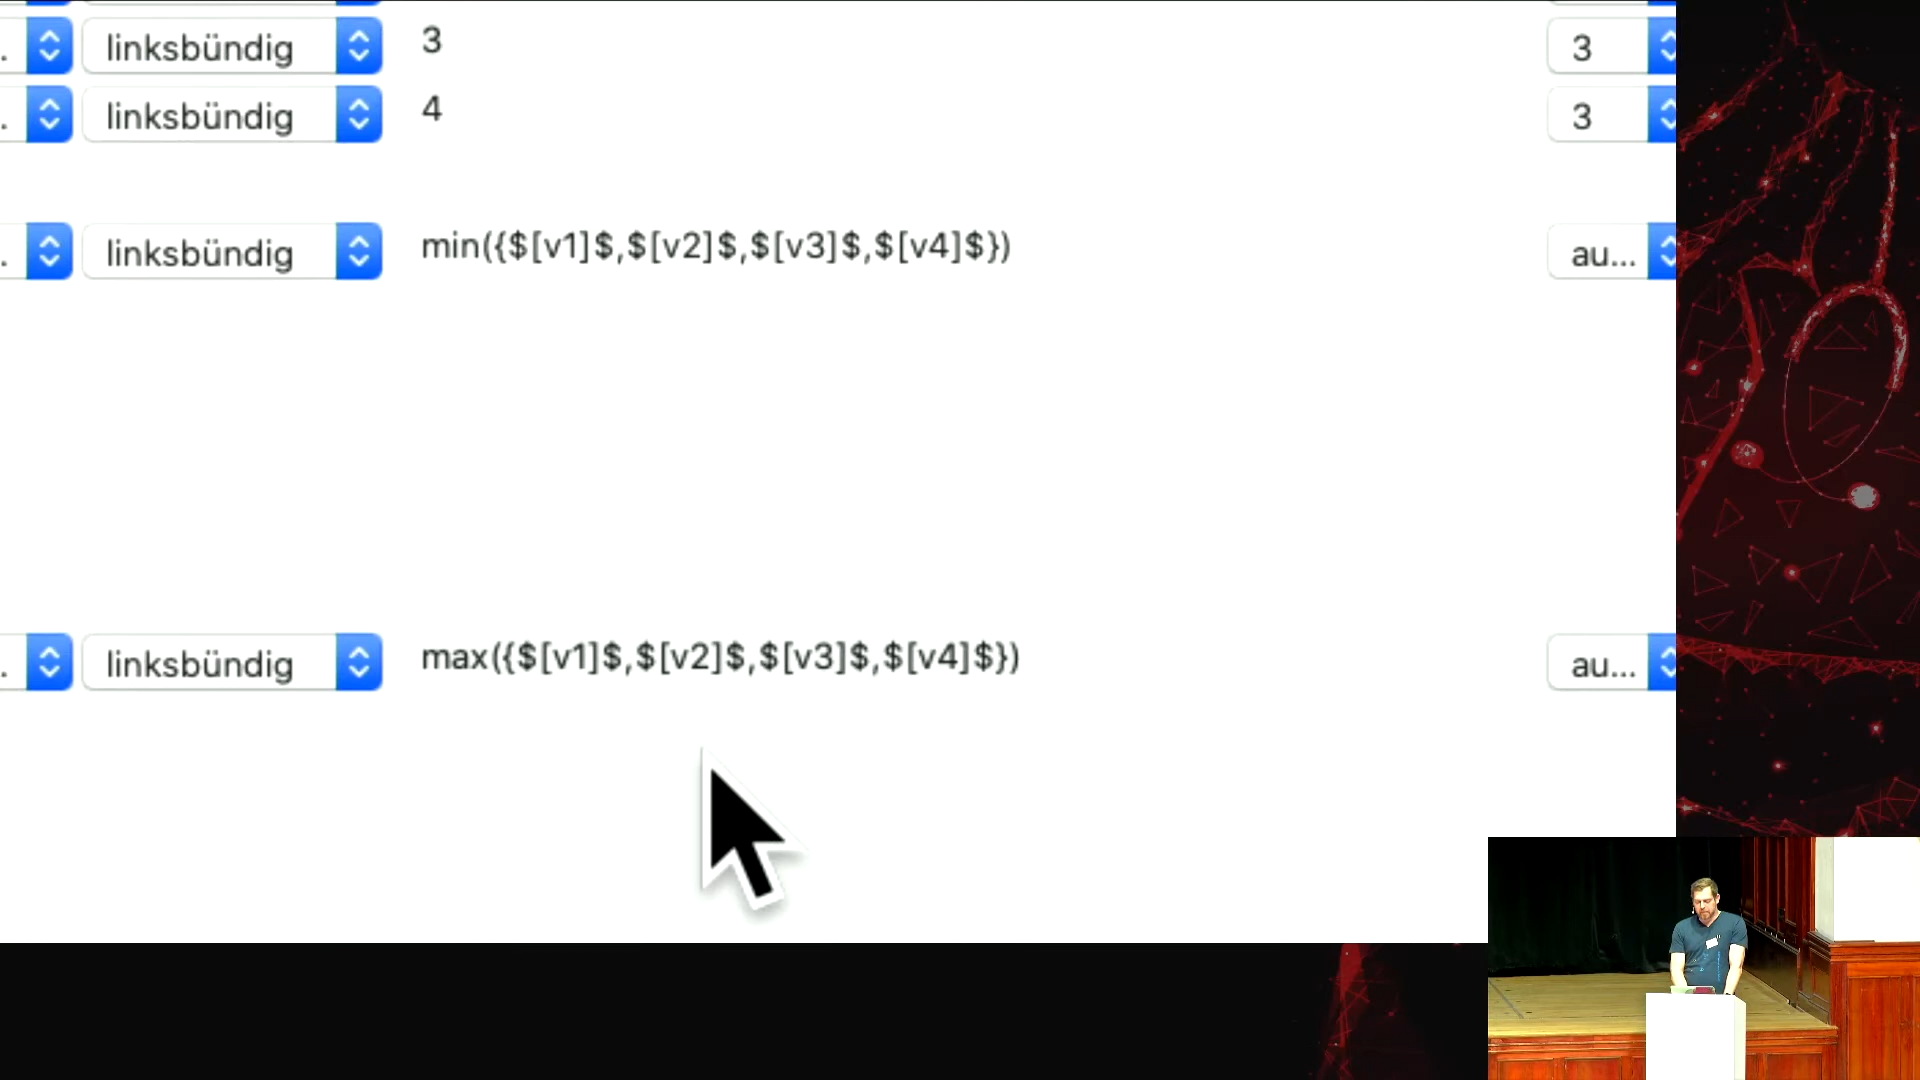 . linksbündig 3 3
. linksbündig 4 3
. linksbündig min({$[v1]$,$[v2]$,$[v3]$,$[v4]$}) au...
. linksbündig max({$[v1]$,$[v2]$,$[v3]$,$[v4]$}) au...